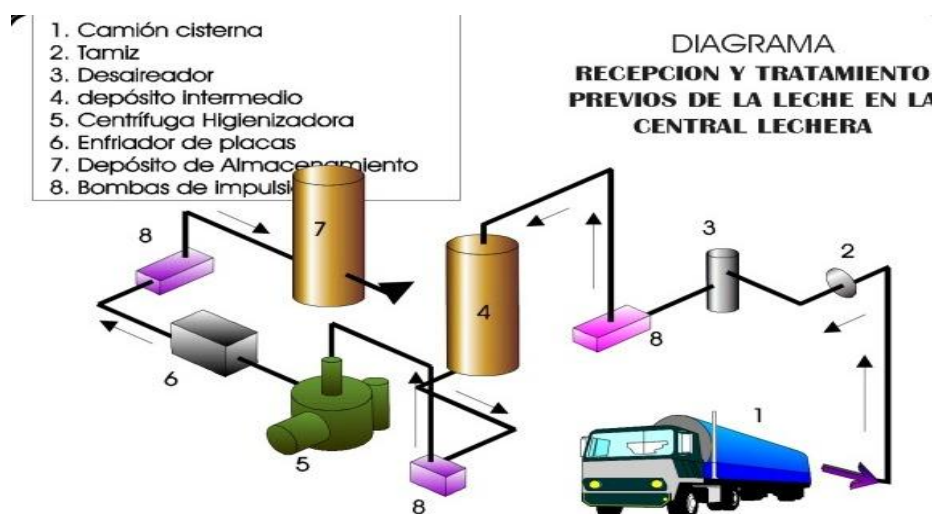 1. Camión cisterna
2. Tamiz
3. Desaireador
4. depósito intermedio
5. Centrífuga Higienizadora
6. Enfriador de placas
7. Depósito de Almacenamiento
8. Bombas de impulsi
DIAGRAMA
RECEPCION Y TRATAMIENTO
PREVIOS DE LA LECHE EN LA
CENTRAL LECHERA
8
7
4
3
2
8
6
5
8
1